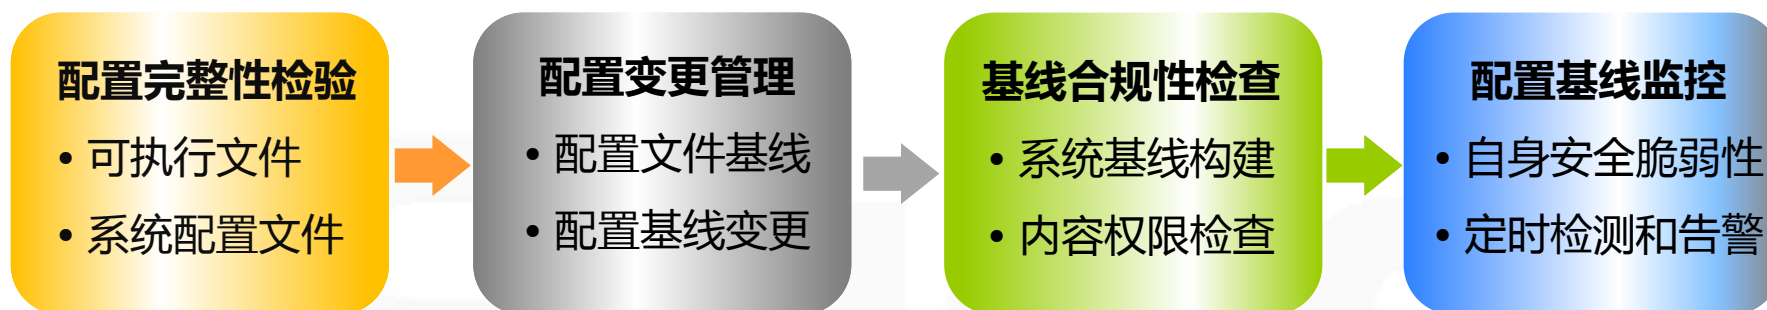 配置完整性检验
• 可执行文件
• 系统配置文件
配置变更管理
• 配置文件基线
• 配置基线变更
基线合规性检查
• 系统基线构建
• 内容权限检查
配置基线监控
• 自身安全脆弱性
• 定时检测和告警